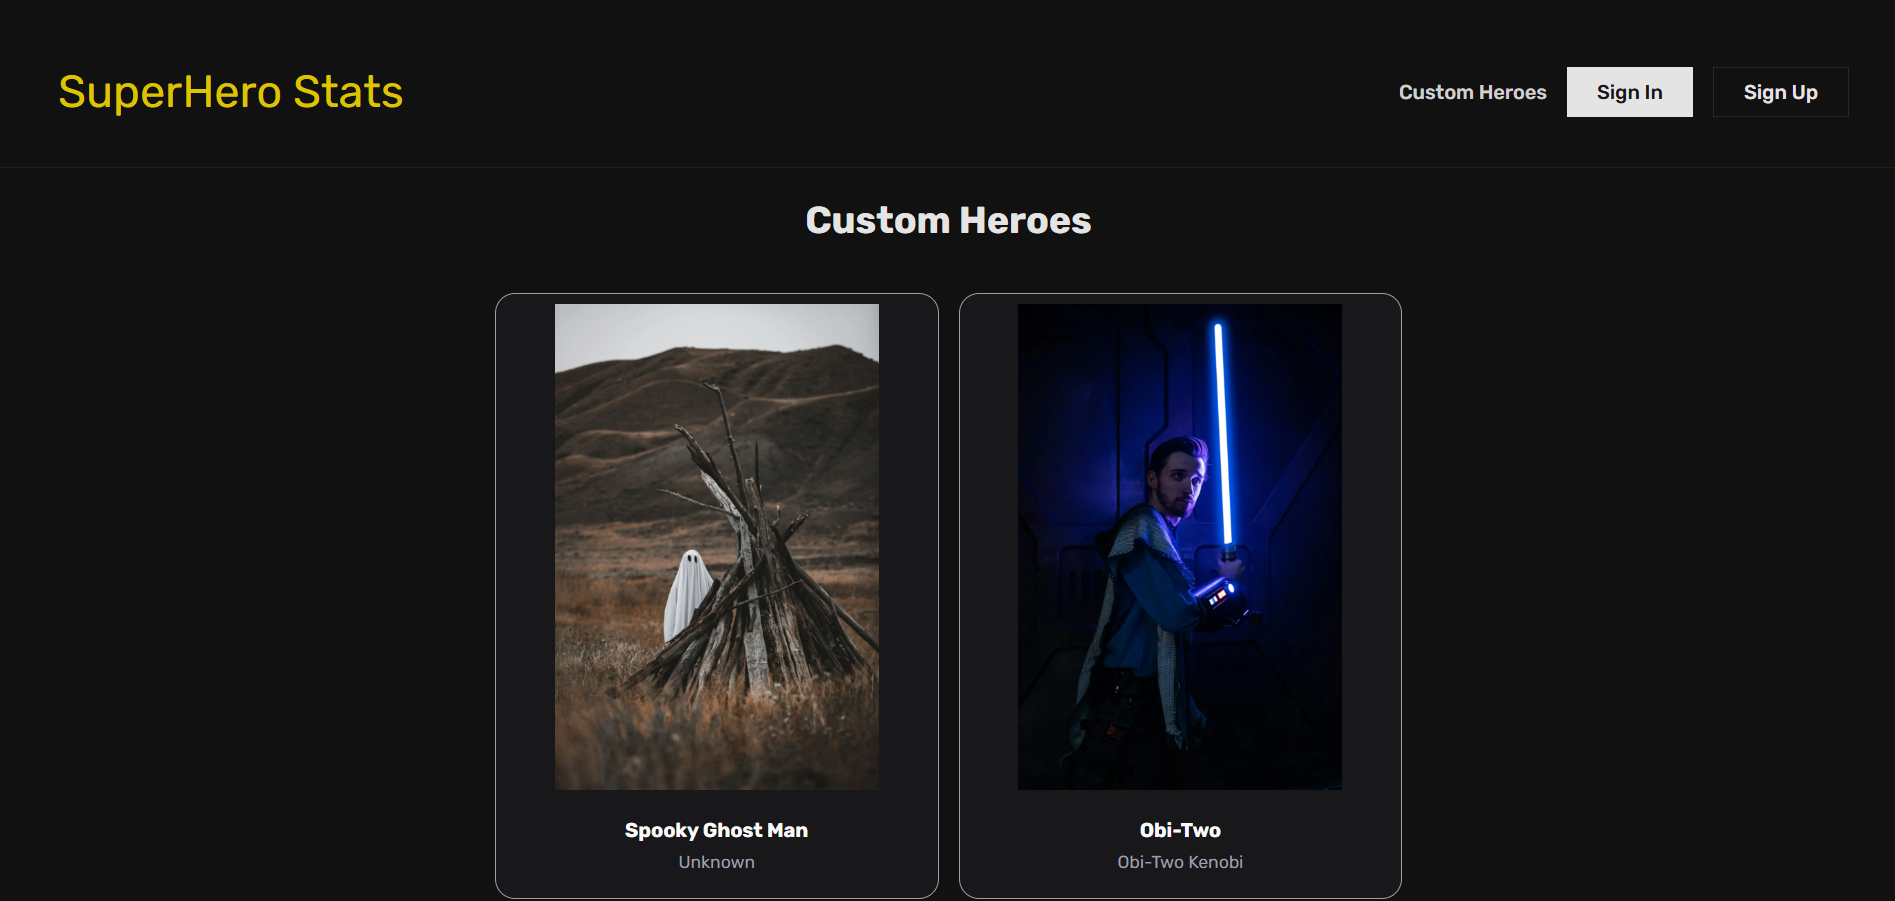 SuperHero Stats
Custom Heroes
Sign In
Sign Up
Custom Heroes
Spooky Ghost Man
Unknown
Obi-Two
Obi-Two Kenobi